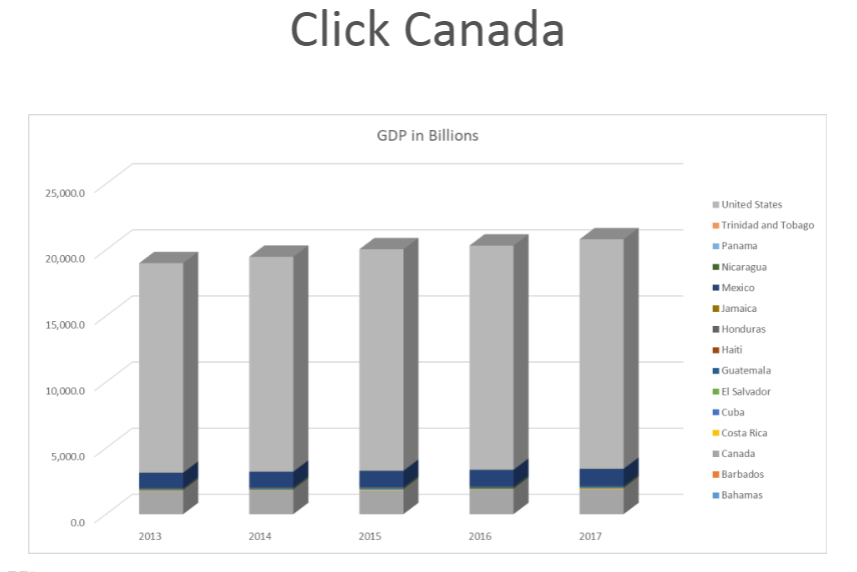 Click Canada
GDP in Billions
25,000.0
20,000.0
15,000.0
10,000.0
5,000.0
0.0
2013
2014
2015
2016
2017
United States
Trinidad and Tobago
Panama
Nicaragua
Mexico
Jamaica
Honduras
Haiti
Guatemala
El Salvador
Cuba
Costa Rica
Canada
Barbados
Bahamas